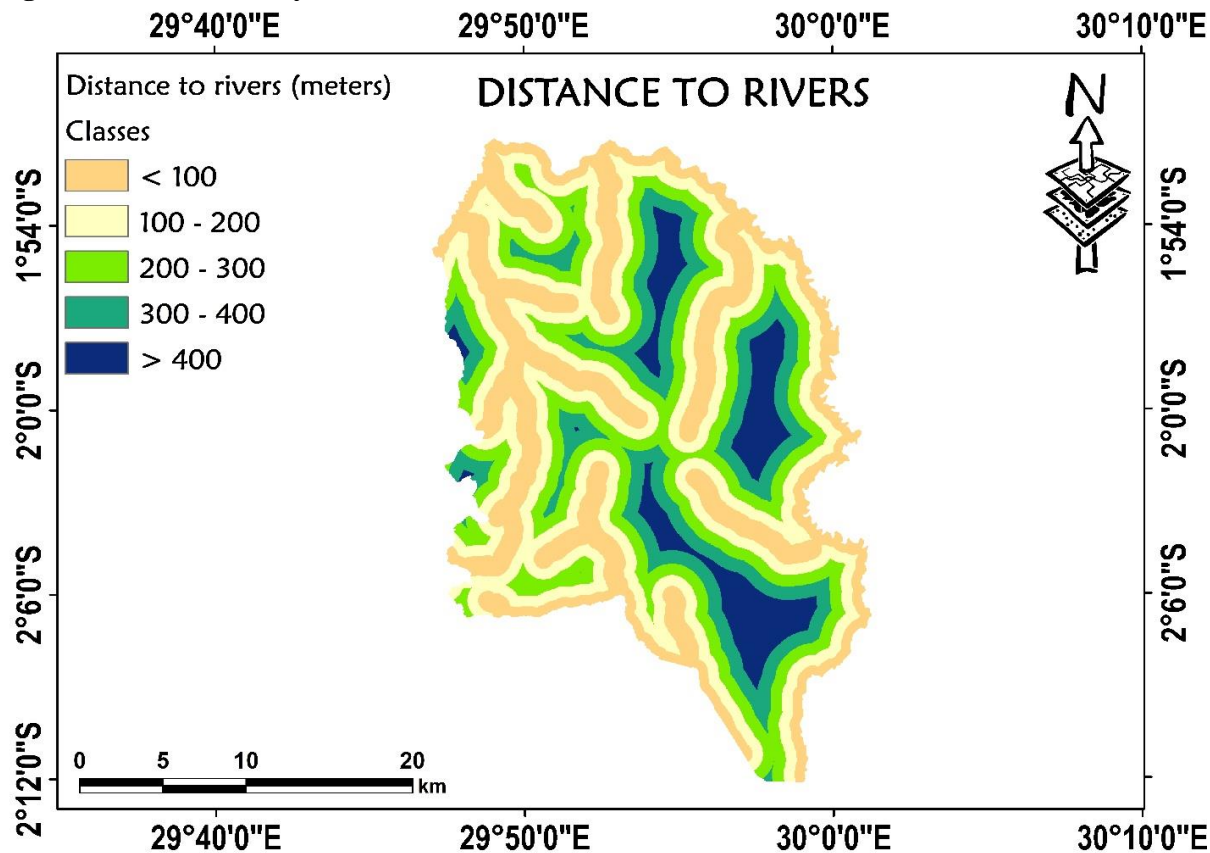 29°40'0"E 29°50'0"E 30°0'0"E 30°10'0"E
Distance to rivers (meters)
DISTANCE TO RIVERS
N
Classes
< 100
100 - 200
200 - 300
300 - 400
> 400
1°54'0"S
2°0'0"S
2°6'0"S
2°12'0"S
1°54'0"S
2°0'0"S
2°6'0"S
0 5 10 20
km
29°40'0"E 29°50'0"E 30°0'0"E 30°10'0"E